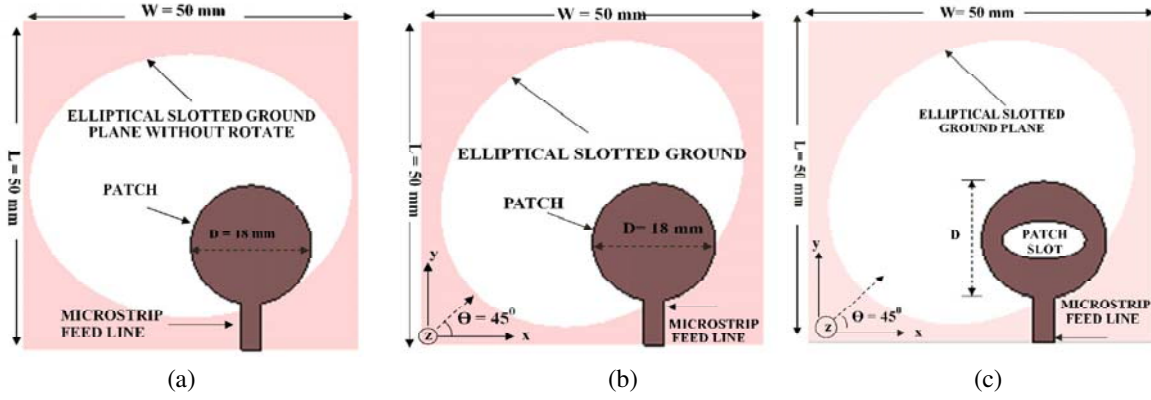 W = 50 mm
L = 50 mm
ELLIPTICAL SLOTTED GROUND
PLANE WITHOUT ROTATE
PATCH
D = 18 mm
MICROSTRIP
FEED LINE
(a)
W = 50 mm
L = 50 mm
ELLIPTICAL SLOTTED GROUND
PATCH
D= 18 mm
y
Θ = 45⁰
z
x
MICROSTRIP
FEED LINE
(b)
W= 50 mm
L = 50 mm
ELLIPTICAL SLOTTED
GROUND PLANE
D
PATCH
SLOT
y
Θ = 45⁰
z
x
MICROSTRIP
FEED LINE
(c)